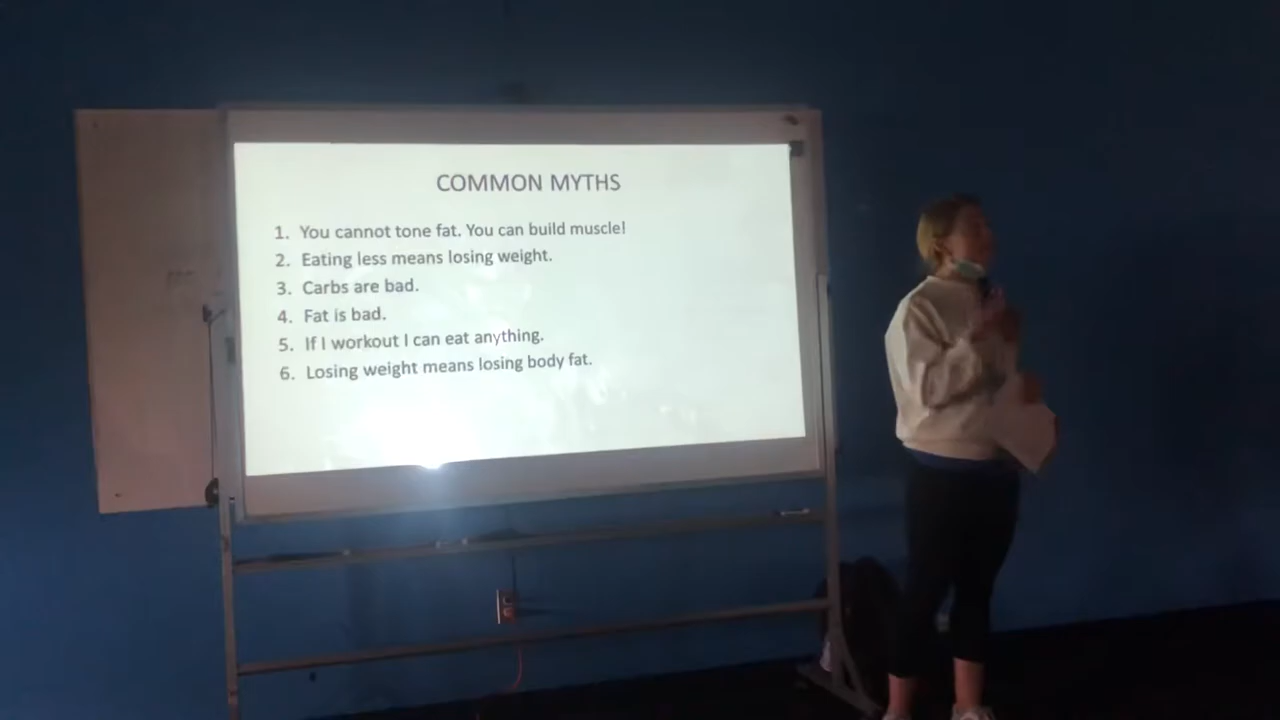 COMMON MYTHS
1. You cannot tone fat. You can build muscle!
2. Eating less means losing weight.
3. Carbs are bad.
4. Fat is bad.
5. If I workout I can eat anything.
6. Losing weight means losing body fat.